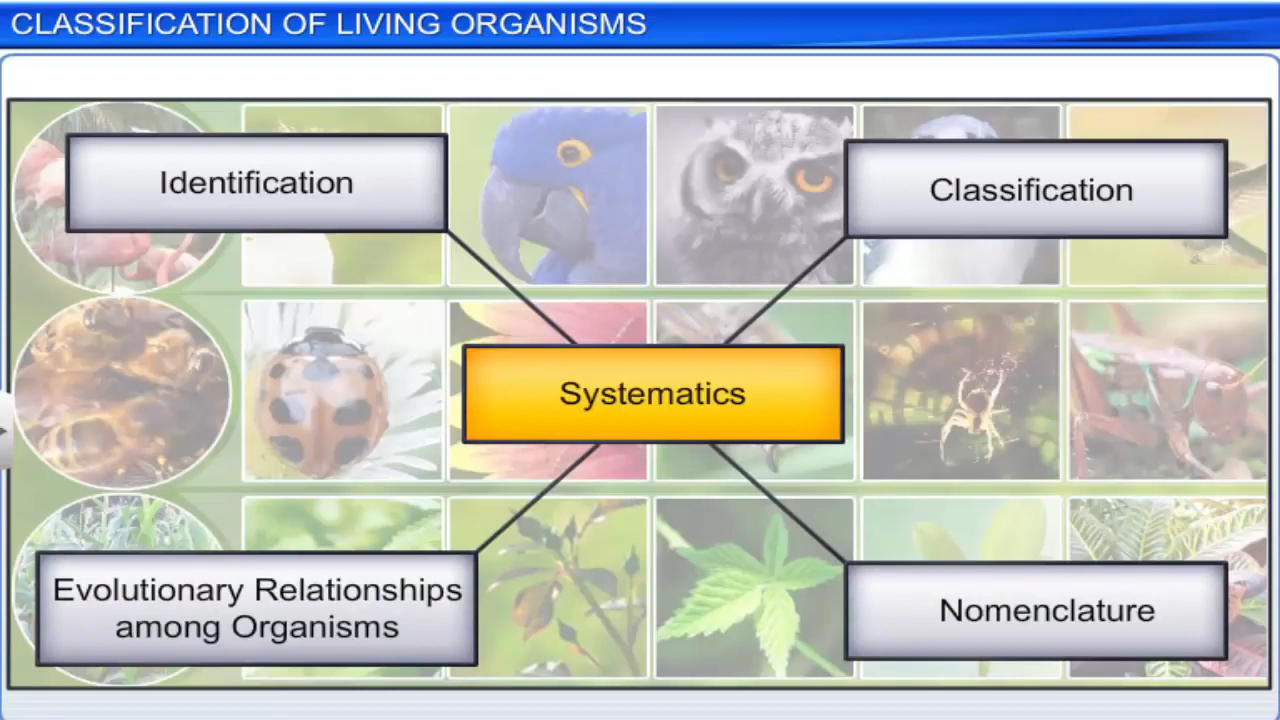 CLASSIFICATION OF LIVING ORGANISMS
Identification
Classification
Systematics
Evolutionary Relationships
among Organisms
Nomenclature